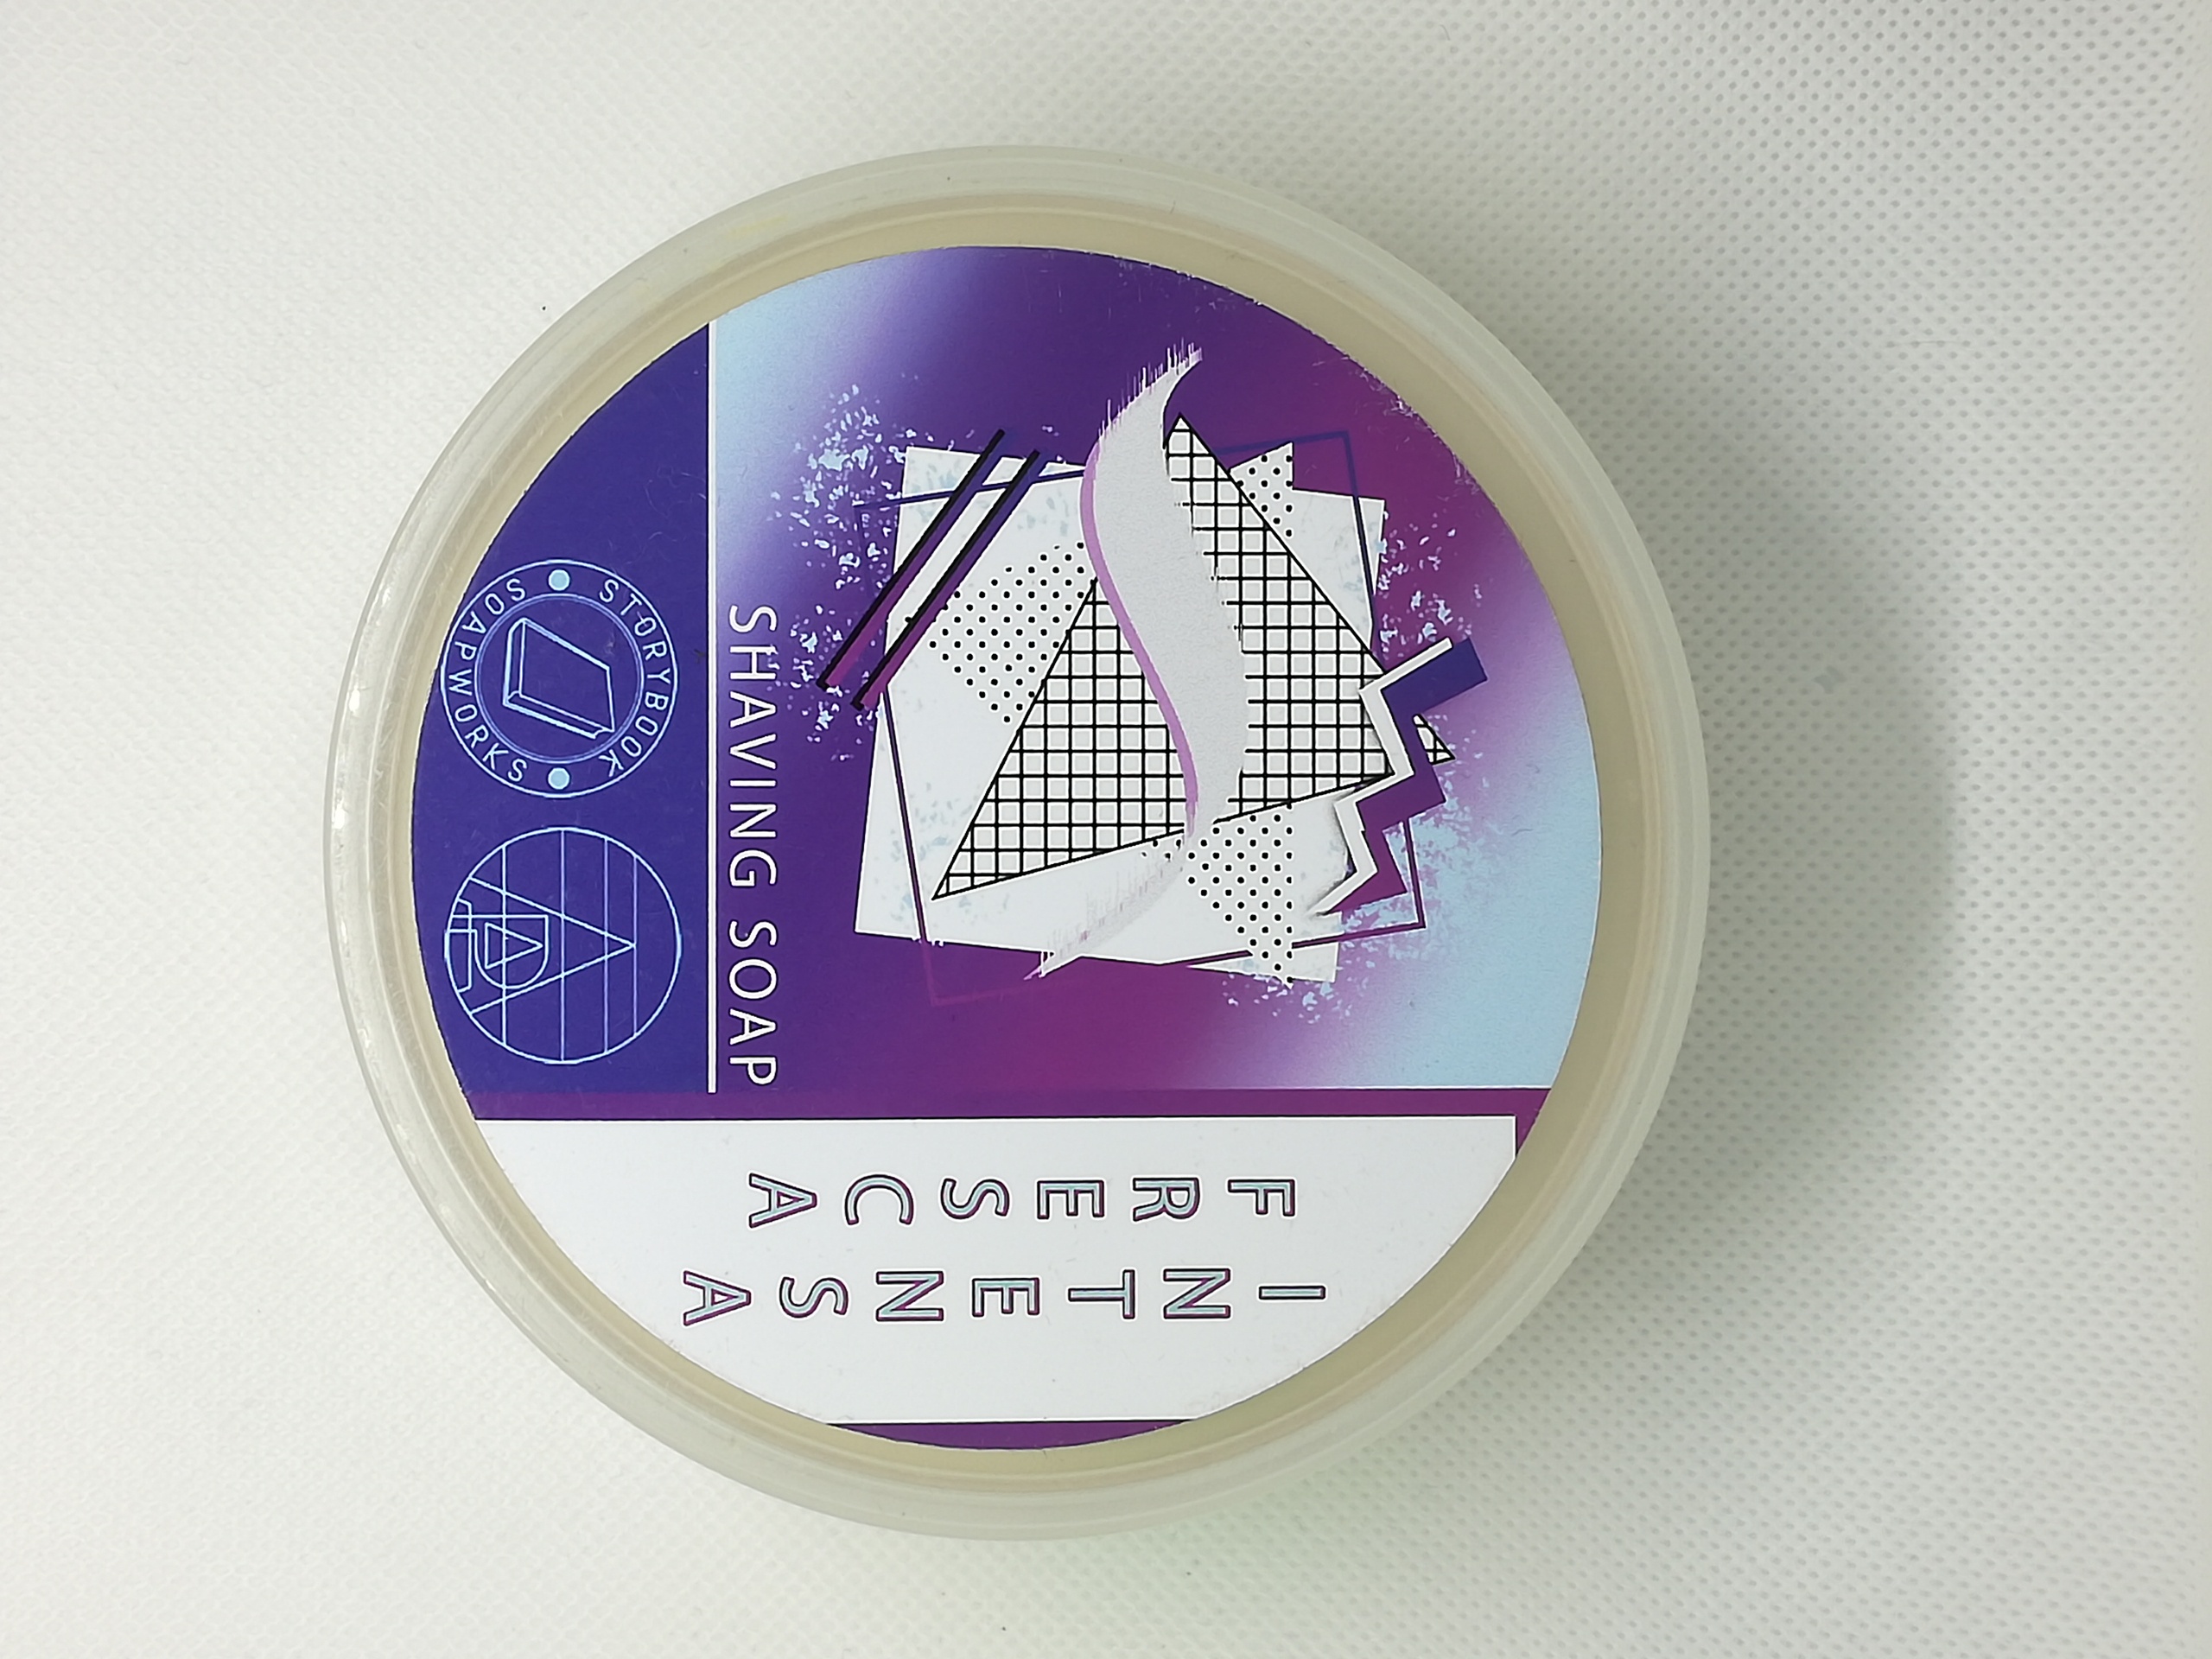 FRESCA
INTENSA
SHAVING SOAP
STORYBOOK
SOAPWORKS